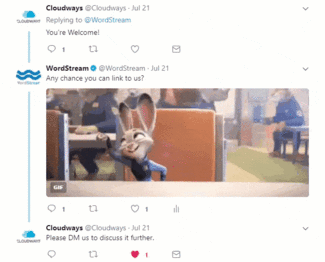 Cloudways @Cloudways · Jul 21
Replying to @WordStream
You're Welcome!
1
WordStream @WordStream · Jul 21
Any chance you can link to us?
GIF
1 1
Cloudways @Cloudways · Jul 21
Please DM us to discuss it further.
1
CLOUDWAYS
WordStream
CLOUDWAYS